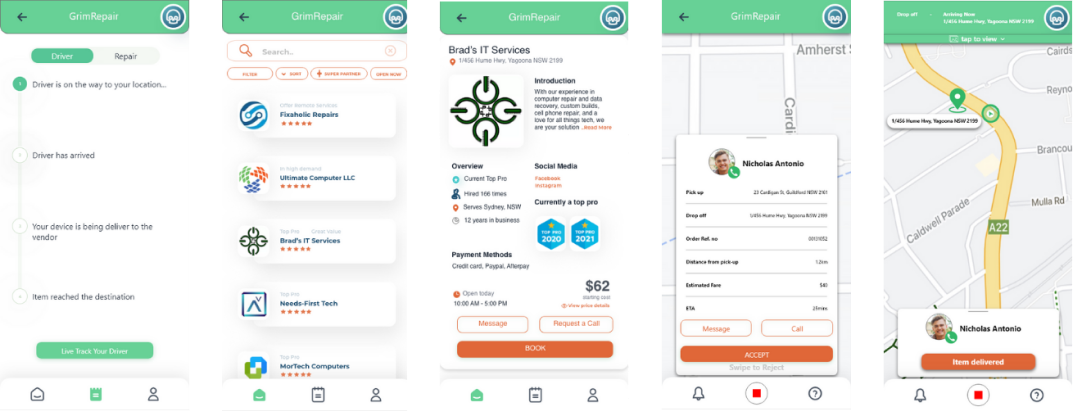 GrimRepair
Driver
Repair
Driver is on the way to your location...
Driver has arrived
Your device is being deliver to the
vendor
Item reached the destination
Live Track Your Driver
GrimRepair
Search..
FILTER
SORT
SUPER PARTNER
OPEN NOW
Offer Remote Services
Fixaholic Repairs
In high demand
Ultimate Computer LLC
Top Pro Great Value
Brad's IT Services
Top Pro
Needs-First Tech
Top Pro
MorTech Computers
GrimRepair
Brad's IT Services
1/456 Hume Hwy, Yagoona NSW 2199
Introduction
With our experience in
computer repair and data
recovery, custom builds,
cell phone repair, and a
love for all things tech, we
are your solution ..Read More
Overview
Current Top Pro
Hired 166 times
Serves Sydney, NSW
12 years in business
Social Media
Facebook
Instagram
Currently a top pro
TOP PRO
2020
TOP PRO
2021
Payment Methods
Credit card, Paypal, Afterpay
Open today
10:00 AM - 5:00 PM
$62
starting cost
View price details
Message
Request a Call
BOOK
GrimRepair
Amherst
Cardi
Nicholas Antonio
Pick up
23 Cardigan St, Guildford NSW 2161
Drop off
1/456 Hume Hwy, Yagoona NSW 2199
Order Ref. no
Distance from pick-up
1.2km
Estimated Fare
$40
ETA
21mins
Message
Call
ACCEPT
Swipe to Reject
Drop off - Arriving Now
1/456 Hume Hwy, Yagoona NSW 2199
tap to view
Cairds
Reyno
1/456 Hume Hwy, Yagoona NSW 2199
Brancou
Mulla Rd
Caldwell Parade
A22
Nicholas Antonio
Item delivered